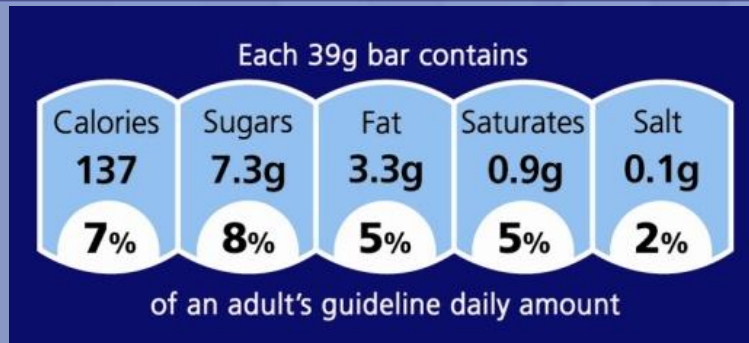 Each 39g bar contains
Calories Sugars Fat Saturates Salt
137 7.3g 3.3g 0.9g 0.1g
7% 8% 5% 5% 2%
of an adult's guideline daily amount